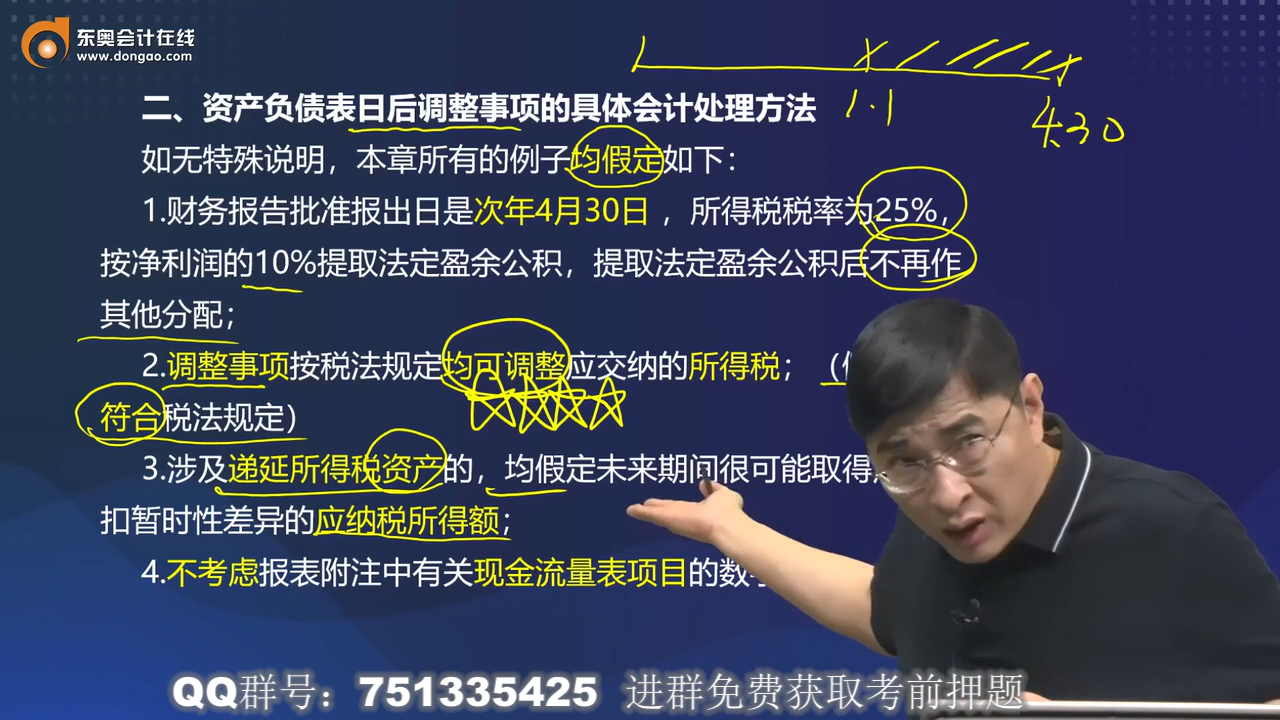 东奥会计在线
www.dongao.com
1.1
4.30
二、资产负债表日后调整事项的具体会计处理方法
如无特殊说明，本章所有的例子均假定如下：
1.财务报告批准报出日是次年4月30日，所得税税率为25%，
按净利润的10%提取法定盈余公积，提取法定盈余公积后不再作
其他分配；
2.调整事项按税法规定均可调整应交纳的所得税；（
符合税法规定）
3.涉及递延所得税资产的，均假定未来期间很可能取得
扣暂时性差异的应纳税所得额；
4.不考虑报表附注中有关现金流量表项目的数
QQ群号：751335425 进群免费获取考前押题